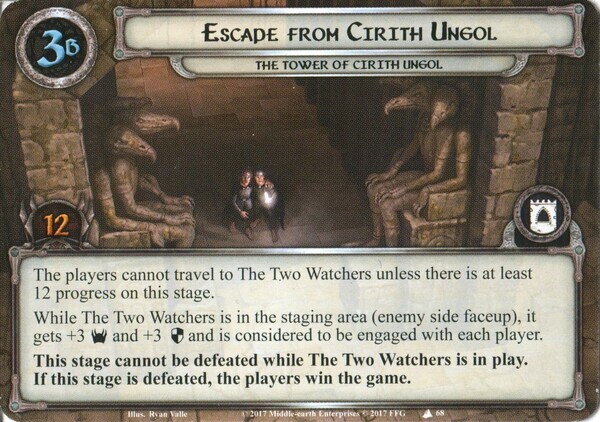 3B
ESCAPE FROM CIRITH UNGOL
THE TOWER OF CIRITH UNGOL
12
The players cannot travel to The Two Watchers unless there is at least
12 progress on this stage.
While The Two Watchers is in the staging area (enemy side faceup), it
gets +3 and +3 and is considered to be engaged with each player.
This stage cannot be defeated while The Two Watchers is in play.
If this stage is defeated, the players win the game.
Illus. Ryan Valle ©2017 Middle-earth Enterprises ©2017 FFG 68